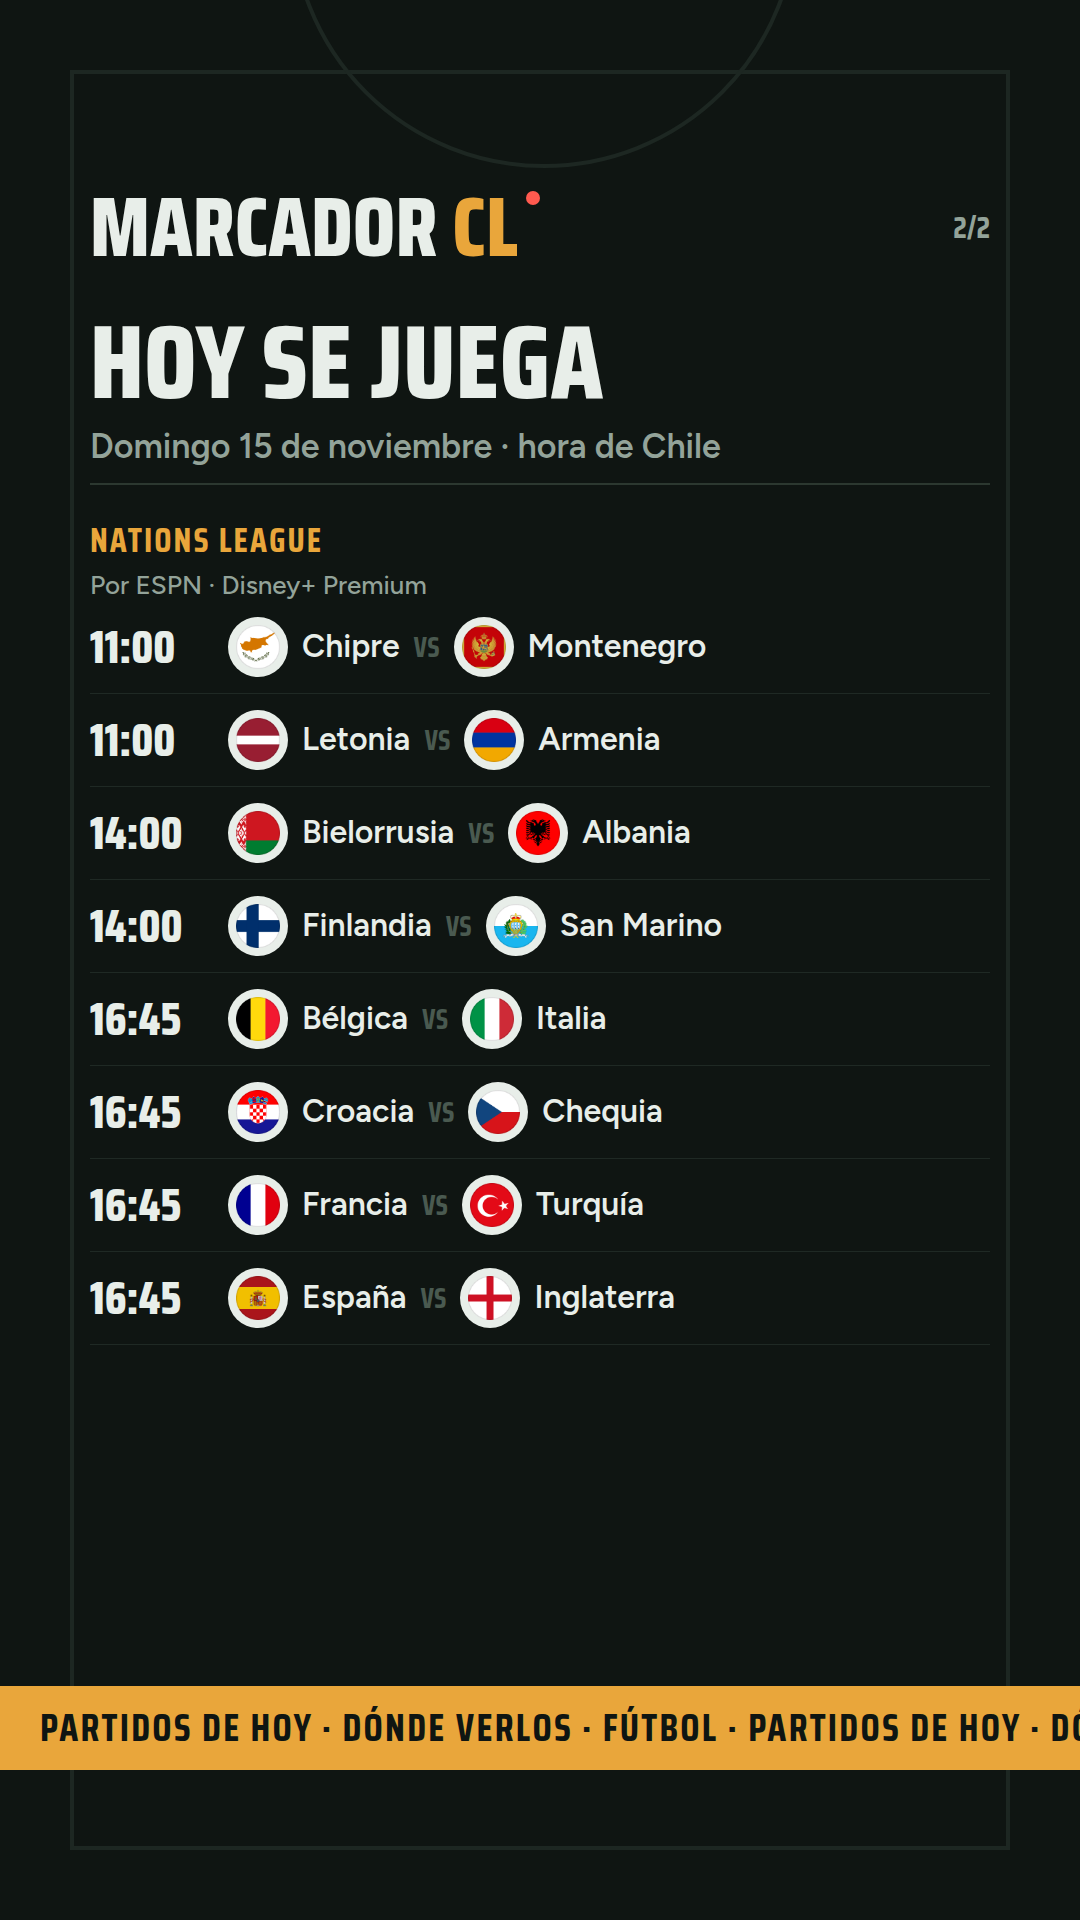 MARCADOR CL
2/2
HOY SE JUEGA
Domingo 15 de noviembre · hora de Chile
NATIONS LEAGUE
Por ESPN · Disney+ Premium
11:00 Chipre VS Montenegro
11:00 Letonia VS Armenia
14:00 Bielorrusia VS Albania
14:00 Finlandia VS San Marino
16:45 Bélgica VS Italia
16:45 Croacia VS Chequia
16:45 Francia VS Turquía
16:45 España VS Inglaterra
PARTIDOS DE HOY · DÓNDE VERLOS · FÚTBOL · PARTIDOS DE HOY · DÓ